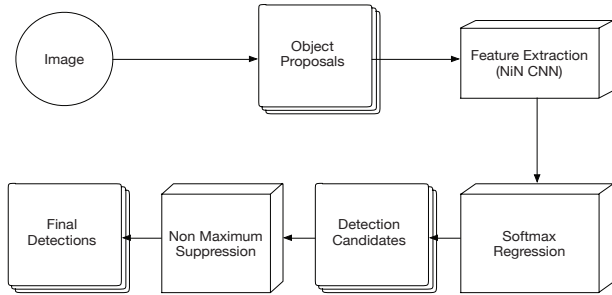 Image
Object
Proposals
Feature Extraction
(NiN CNN)
Final
Detections
Non Maximum
Suppression
Detection
Candidates
Softmax
Regression